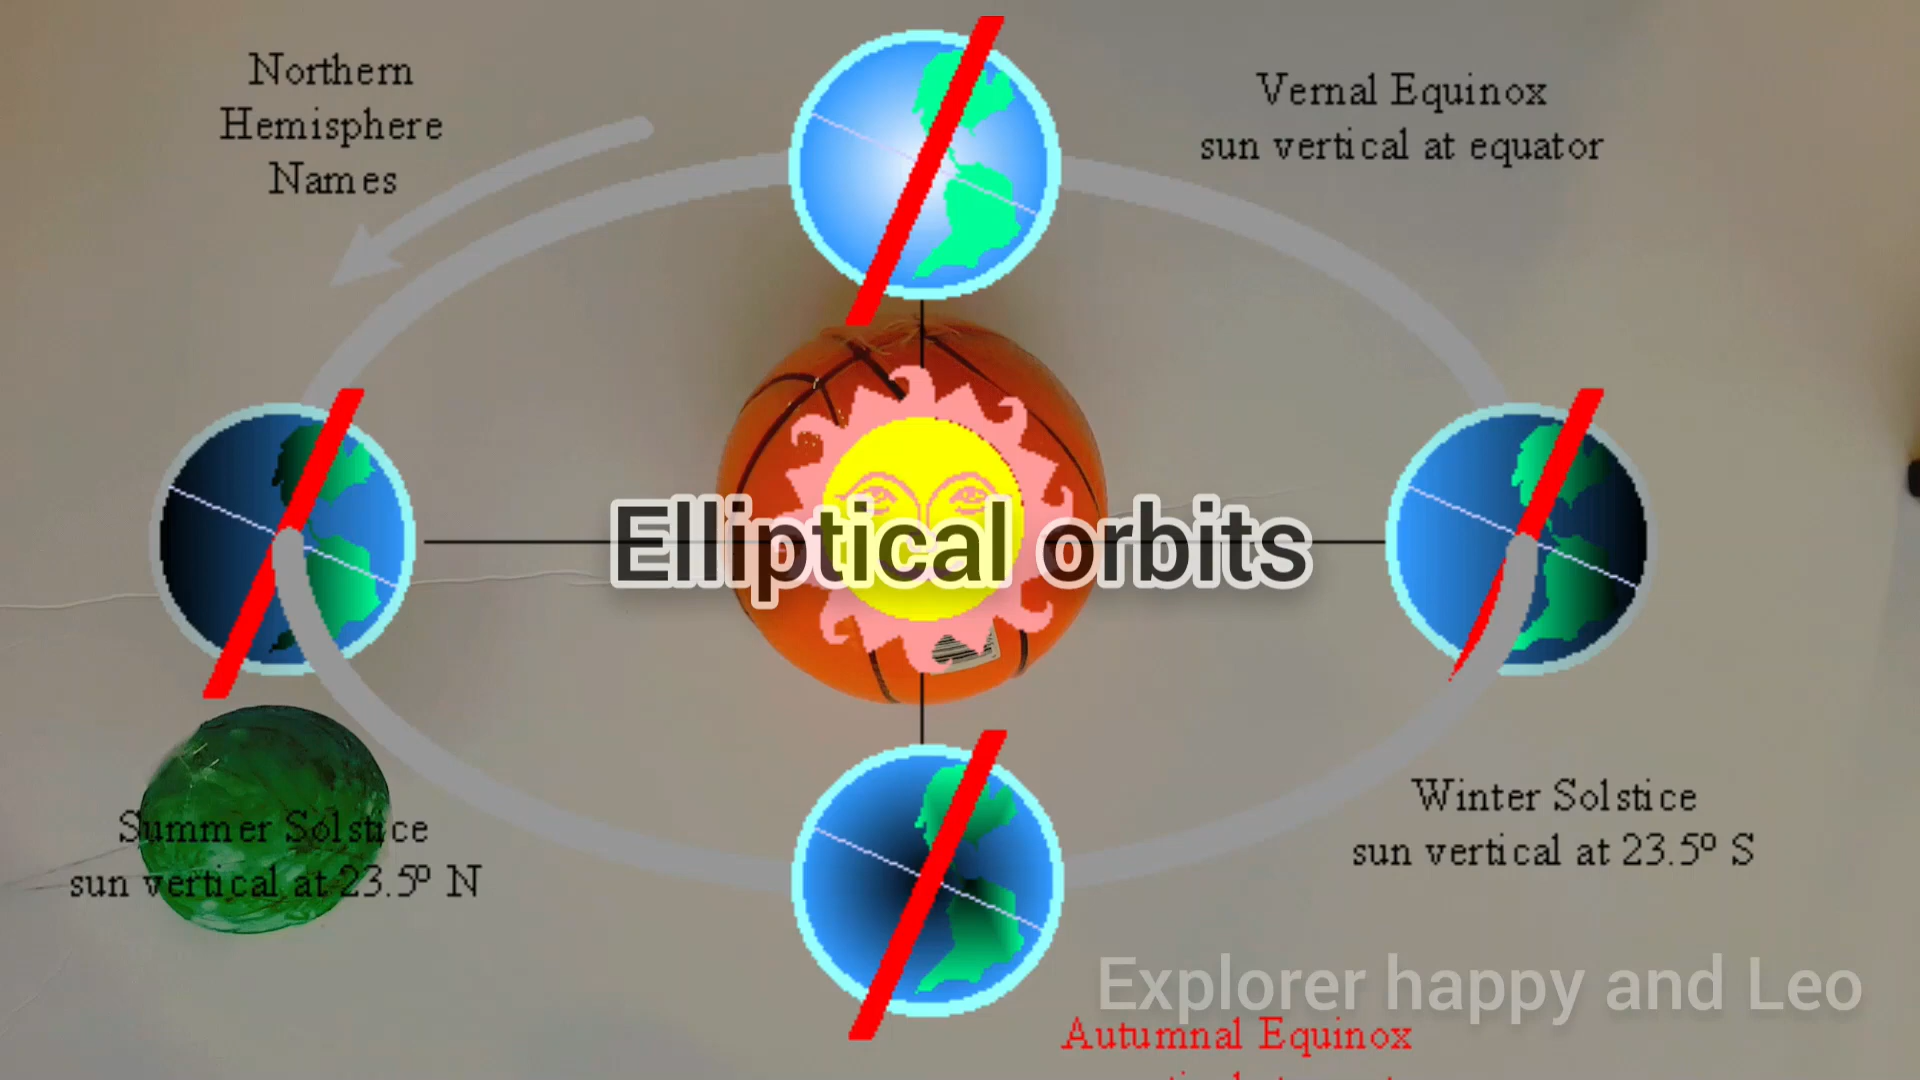 Northern
Hemisphere
Names
Vernal Equinox
sun vertical at equator
Elliptical orbits
Summer Solstice
sun vertical at 23.5º N
Winter Solstice
sun vertical at 23.5º S
Explorer happy and Leo
Autumnal Equinox